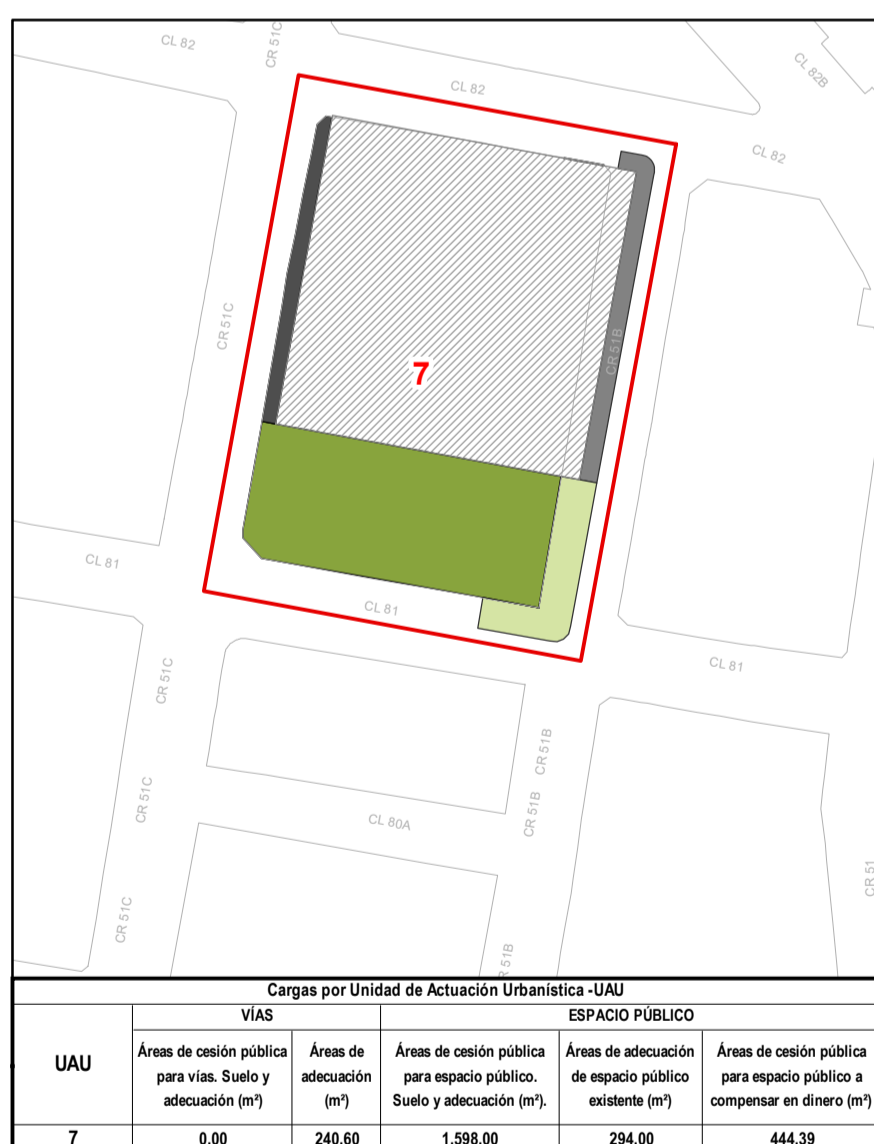 CL 82
CR 51C
CL 82
CL 82B
CL 82
CR 51C
CR 51B
7
CL 81
CL 81
CL 81
CR 51C
CR 51B
CR 51C
CR 51B
CL 80A
CR 51
CR 51C
R 51B
Cargas por Unidad de Actuación Urbanística -UAU
UAU
VÍAS
ESPACIO PÚBLICO
Áreas de cesión pública para vías. Suelo y adecuación (m²)
Áreas de adecuación (m²)
Áreas de cesión pública para espacio público. Suelo y adecuación (m²).
Áreas de adecuación de espacio público existente (m²)
Áreas de cesión pública para espacio público a compensar en dinero (m²)
7 0.00 240.60 1,598.00 294.00 444.39